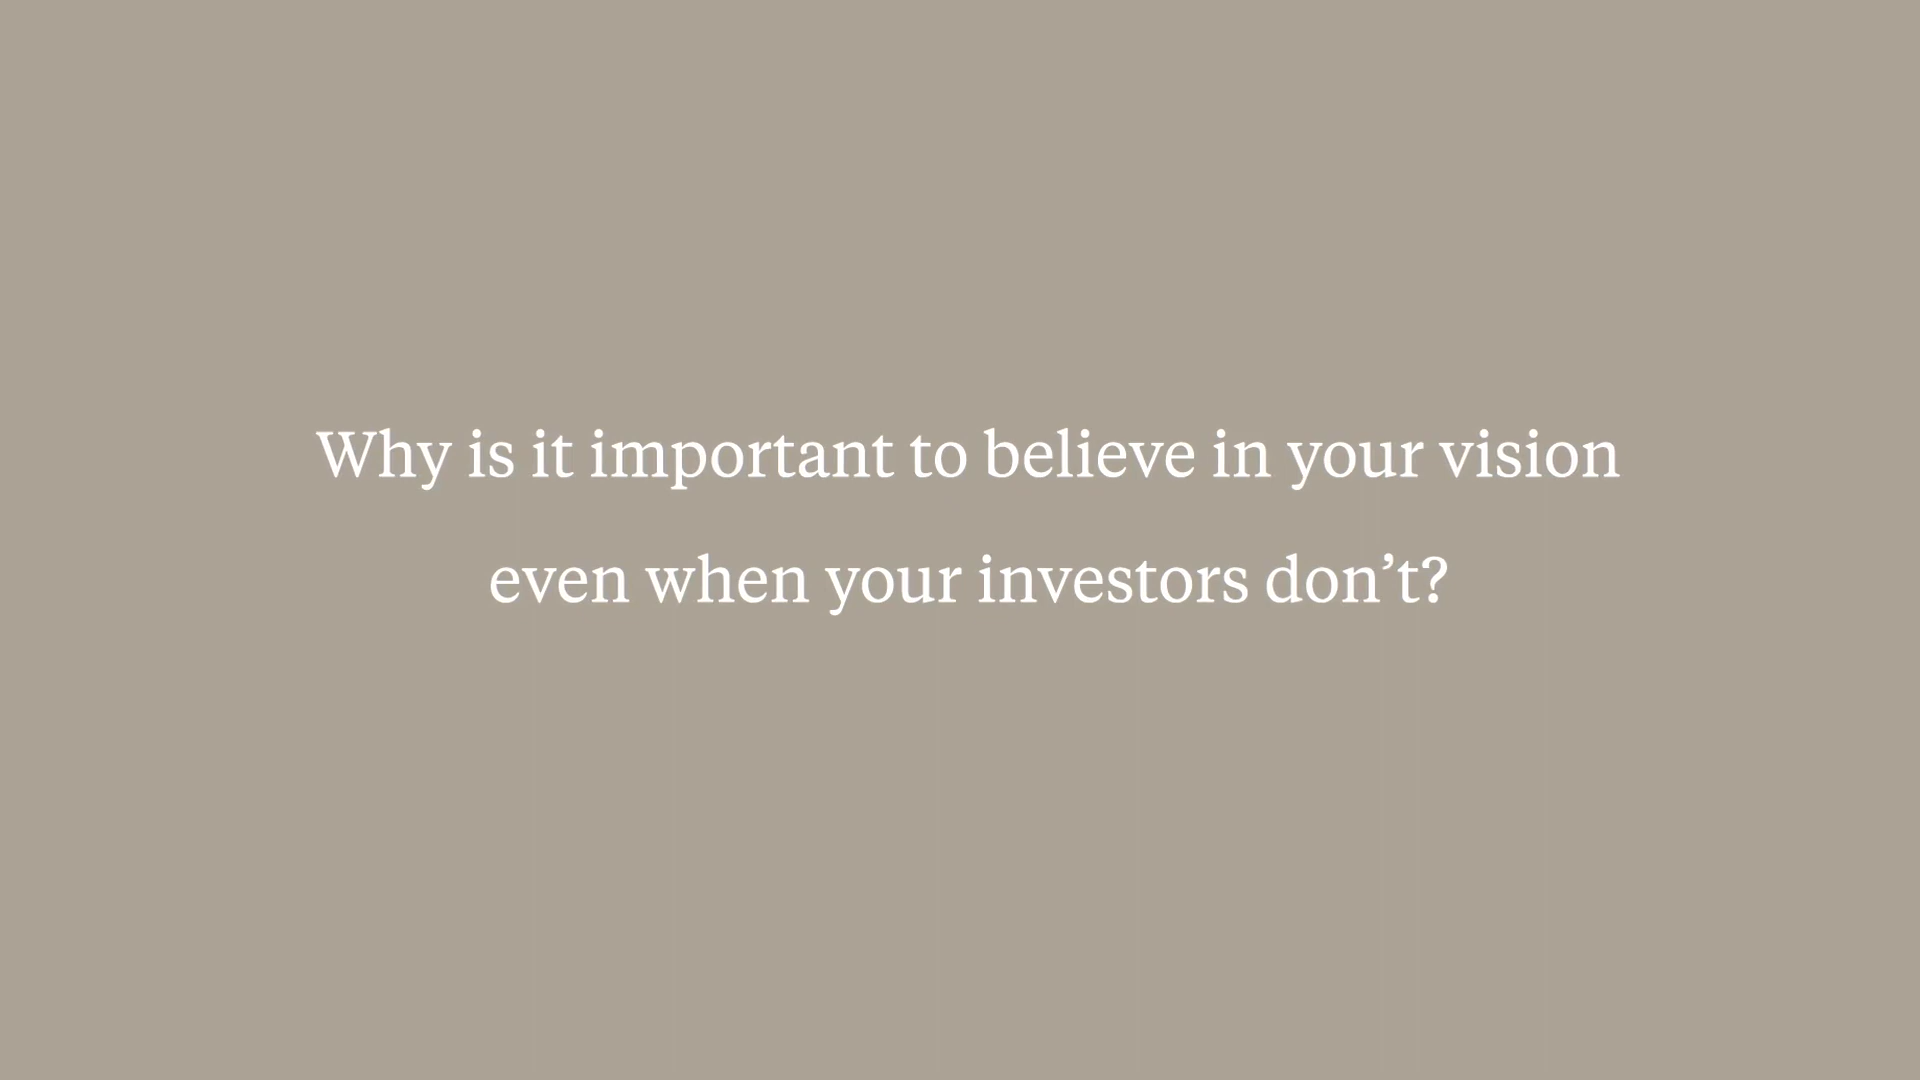 Why is it important to believe in your vision
even when your investors don’t?